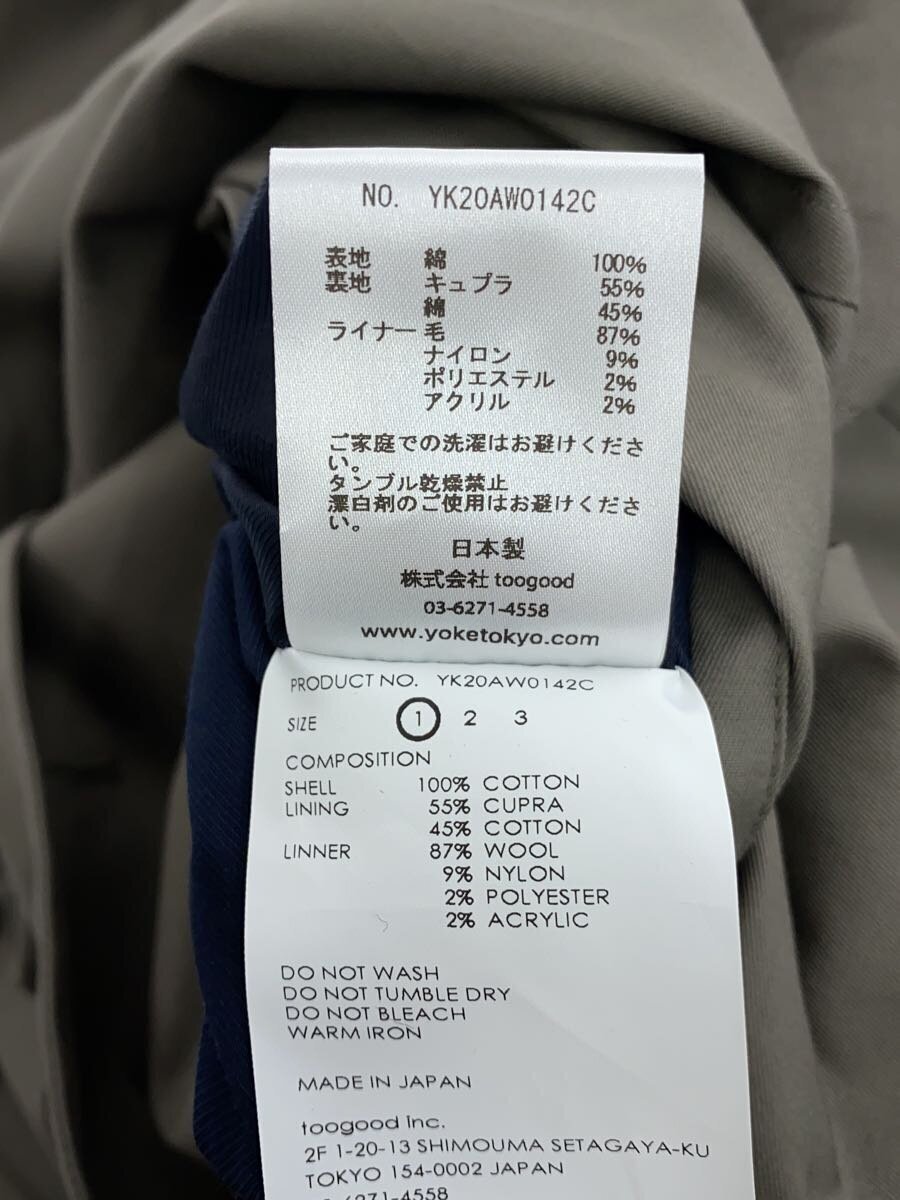 NO. YK20AW0142C
表地 綿 100%
裏地 キュプラ 55%
綿 45%
ライナー 毛 87%
ナイロン 9%
ポリエステル 2%
アクリル 2%
ご家庭での洗濯はお避けくださ
い。
タンブル乾燥禁止
漂白剤のご使用はお避けくださ
い。
日本製
株式会社 toogood
03-6271-4558
www.yoketokyo.com
PRODUCT NO. YK20AW0142C
SIZE 1 2 3
COMPOSITION
SHELL 100% COTTON
LINING 55% CUPRA
45% COTTON
LINNER 87% WOOL
9% NYLON
2% POLYESTER
2% ACRYLIC
DO NOT WASH
DO NOT TUMBLE DRY
DO NOT BLEACH
WARM IRON
MADE IN JAPAN
toogood inc.
2F 1-20-13 SHIMOUMA SETAGAYA-KU
TOKYO 154-0002 JAPAN
03-6271-4558